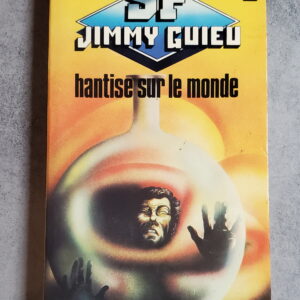 SF
JIMMY GUIEU
hantise sur le monde